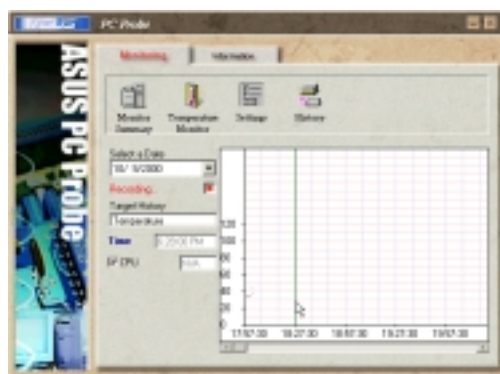 PC Probe
Monitoring Information
Monitor Summary
Temperature Monitor
Settings
History
ASUS PC Probe
Select a Date
Recording...
Target History
Temperature
Time
CPU
N/A
120
100
80
60
40
20
0
17:57:30 18:27:30 18:57:30 19:27:30 19:57:30